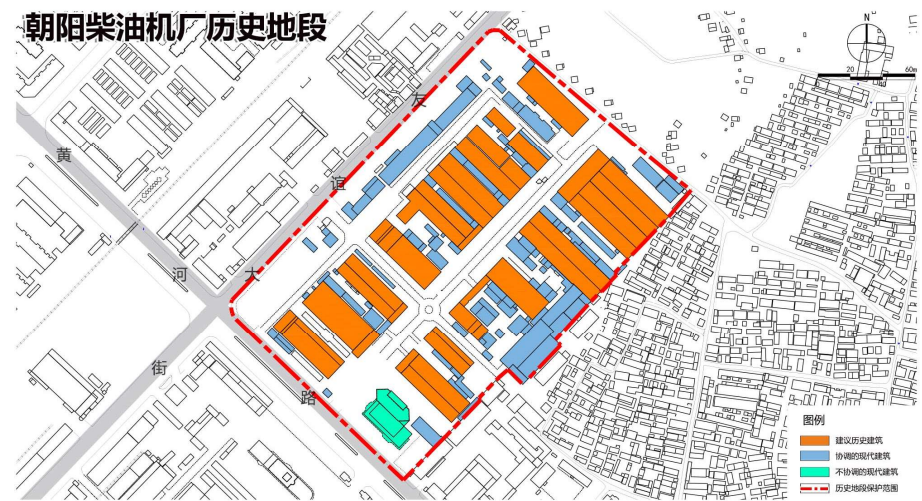 朝阳柴油机厂历史地段
N
20 60m
友谊大街
黄河路
图例
建议历史建筑
协调的现代建筑
不协调的现代建筑
历史地段保护范围